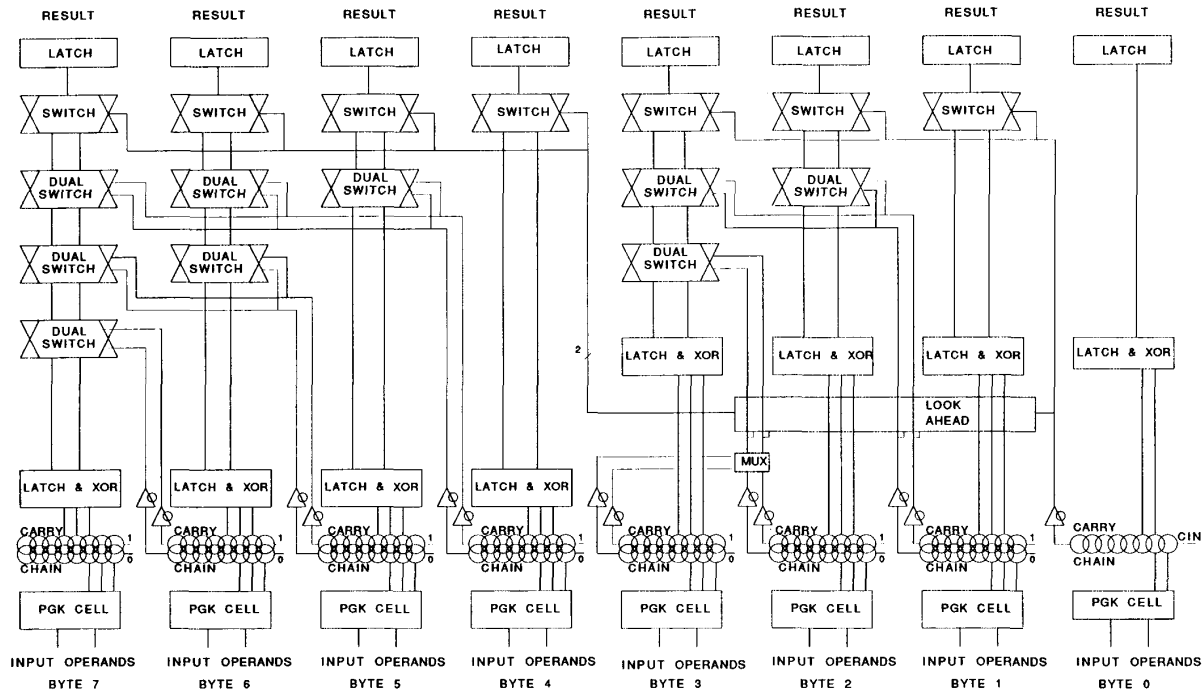 RESULT RESULT RESULT RESULT RESULT RESULT RESULT RESULT
LATCH LATCH LATCH LATCH LATCH LATCH LATCH LATCH
SWITCH SWITCH SWITCH SWITCH SWITCH SWITCH SWITCH
DUAL SWITCH DUAL SWITCH DUAL SWITCH DUAL SWITCH DUAL SWITCH
DUAL SWITCH DUAL SWITCH DUAL SWITCH
DUAL SWITCH
2
LATCH & XOR LATCH & XOR LATCH & XOR LATCH & XOR
LOOK AHEAD
MUX
LATCH & XOR LATCH & XOR LATCH & XOR LATCH & XOR
CARRY 1 CARRY 1 CARRY 1 CARRY 1 CARRY 1 CARRY 1 CARRY 1 CARRY CIN
CHAIN 0 CHAIN 0 CHAIN 0 CHAIN 0 CHAIN 0 CHAIN 0 CHAIN 0 CHAIN
PGK CELL PGK CELL PGK CELL PGK CELL PGK CELL PGK CELL PGK CELL PGK CELL
INPUT OPERANDS INPUT OPERANDS INPUT OPERANDS INPUT OPERANDS INPUT OPERANDS INPUT OPERANDS INPUT OPERANDS INPUT OPERANDS
BYTE 7 BYTE 6 BYTE 5 BYTE 4 BYTE 3 BYTE 2 BYTE 1 BYTE 0